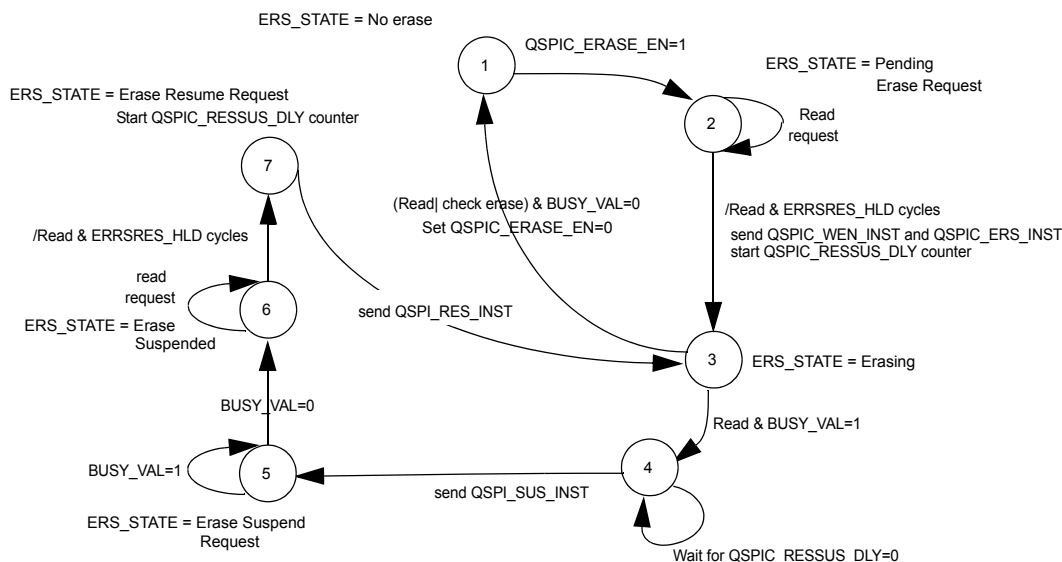 ERS_STATE = No erase
QSPIC_ERASE_EN=1
1
ERS_STATE = Pending
Erase Request
ERS_STATE = Erase Resume Request
Start QSPIC_RESSUS_DLY counter
2
Read
request
7
(Read| check erase) & BUSY_VAL=0
Set QSPIC_ERASE_EN=0
/Read & ERRSRES_HLD cycles
send QSPIC_WEN_INST and QSPIC_ERS_INST
start QSPIC_RESSUS_DLY counter
/Read & ERRSRES_HLD cycles
read
request
6
ERS_STATE = Erase
Suspended
send QSPI_RES_INST
3
ERS_STATE = Erasing
BUSY_VAL=0
Read & BUSY_VAL=1
BUSY_VAL=1
5
4
send QSPI_SUS_INST
ERS_STATE = Erase Suspend
Request
Wait for QSPIC_RESSUS_DLY=0